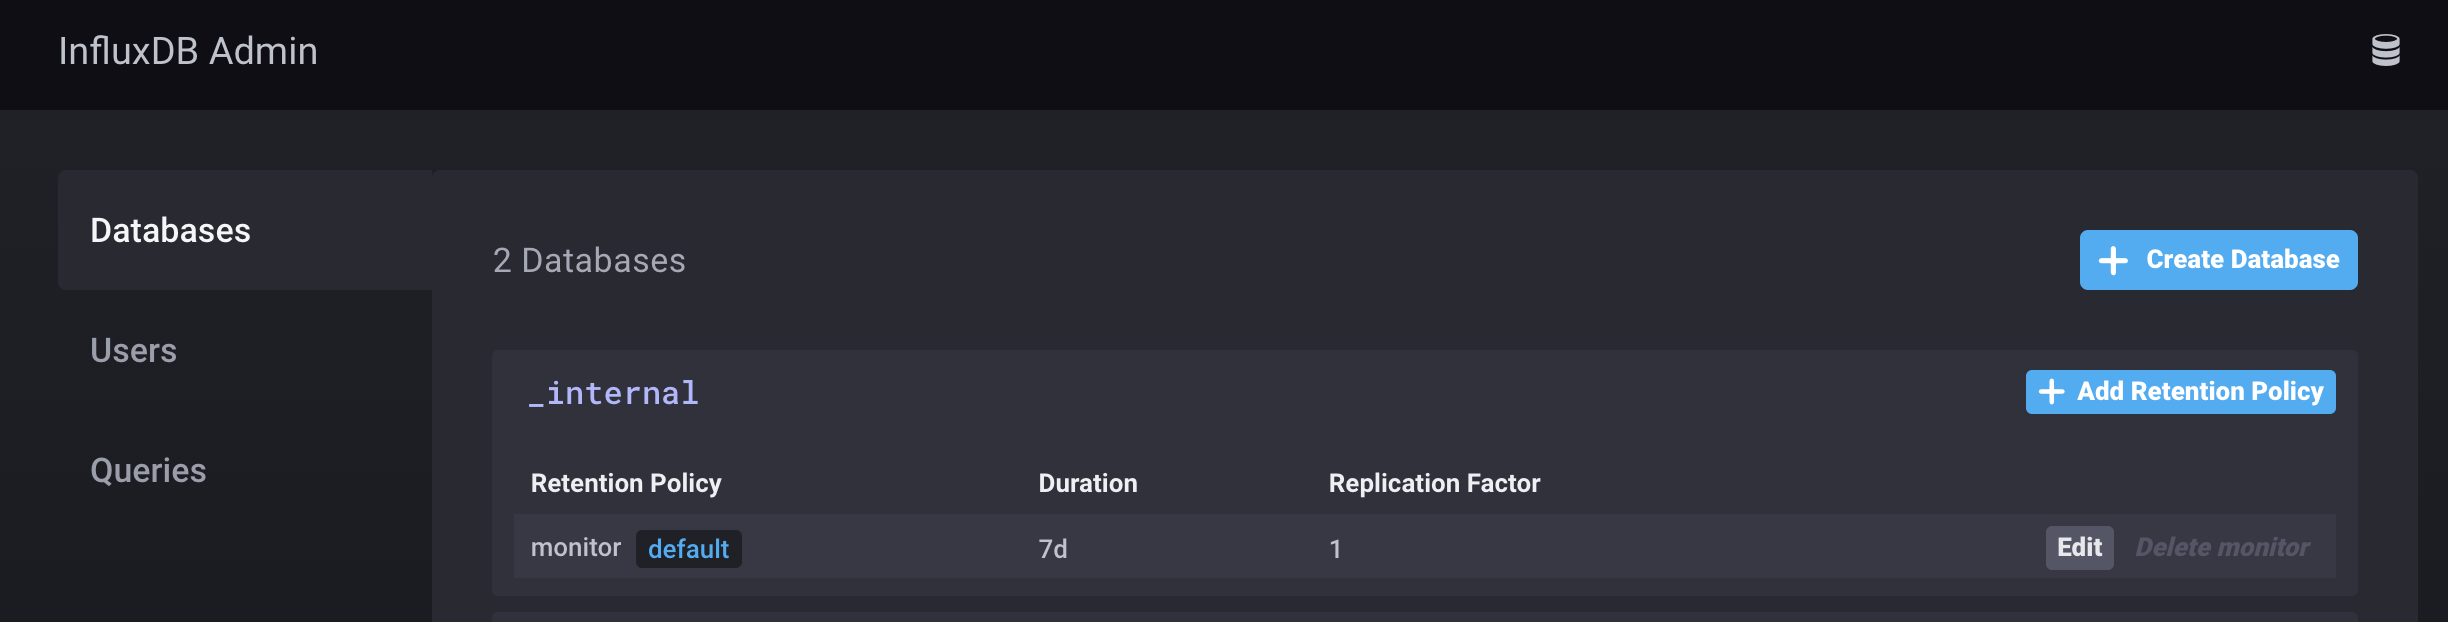 InfluxDB Admin
Databases
Users
Queries
2 Databases
Create Database
_internal
Add Retention Policy
Retention Policy Duration Replication Factor
monitor default 7d 1 Edit Delete monitor